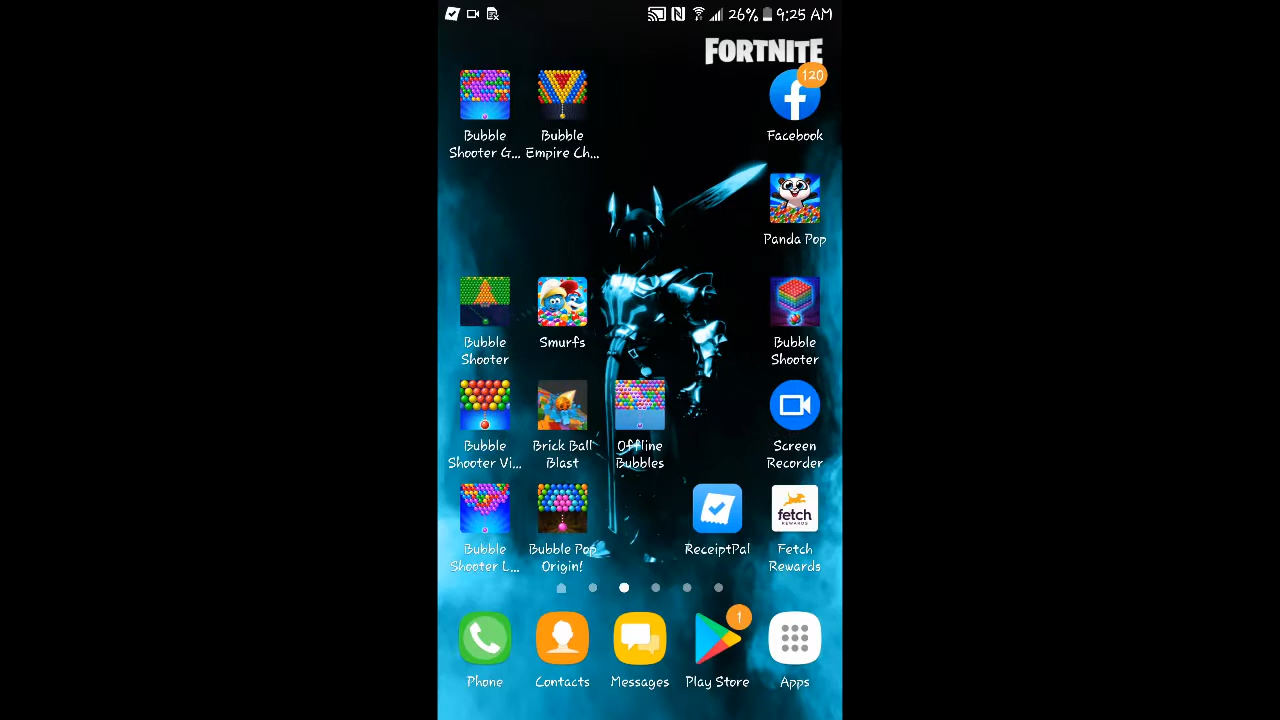 26% 9:25 AM
FORTNITE
120
Bubble Shooter G...
Bubble Empire Ch...
Facebook
Panda Pop
Bubble Shooter
Smurfs
Bubble Shooter
Bubble Shooter Vi...
Brick Ball Blast
Offline Bubbles
Screen Recorder
fetch
REWARDS
Bubble Shooter L...
Bubble Pop Origin!
ReceiptPal
Fetch Rewards
1
Phone
Contacts
Messages
Play Store
Apps